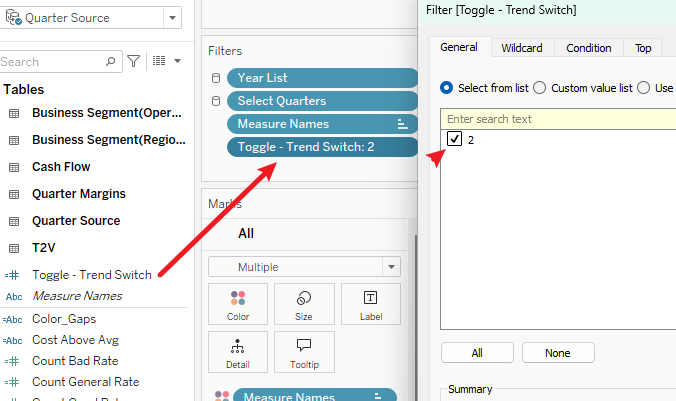 Quarter Source
Search
Tables
Business Segment(Oper...
Business Segment(Regio...
Cash Flow
Quarter Margins
Quarter Source
T2V
Toggle - Trend Switch
Abc Measure Names
Abc Color_Gaps
Abc Cost Above Avg
Count Bad Rate
Count General Rate
Filters
Year List
Select Quarters
Measure Names
Toggle - Trend Switch: 2
Marks
All
Multiple
Color
Size
T
Label
Detail
Tooltip
Measure Names
Filter [Toggle - Trend Switch]
General
Wildcard
Condition
Top
Select from list
Custom value list
Use
Enter search text
2
All
None
Summary